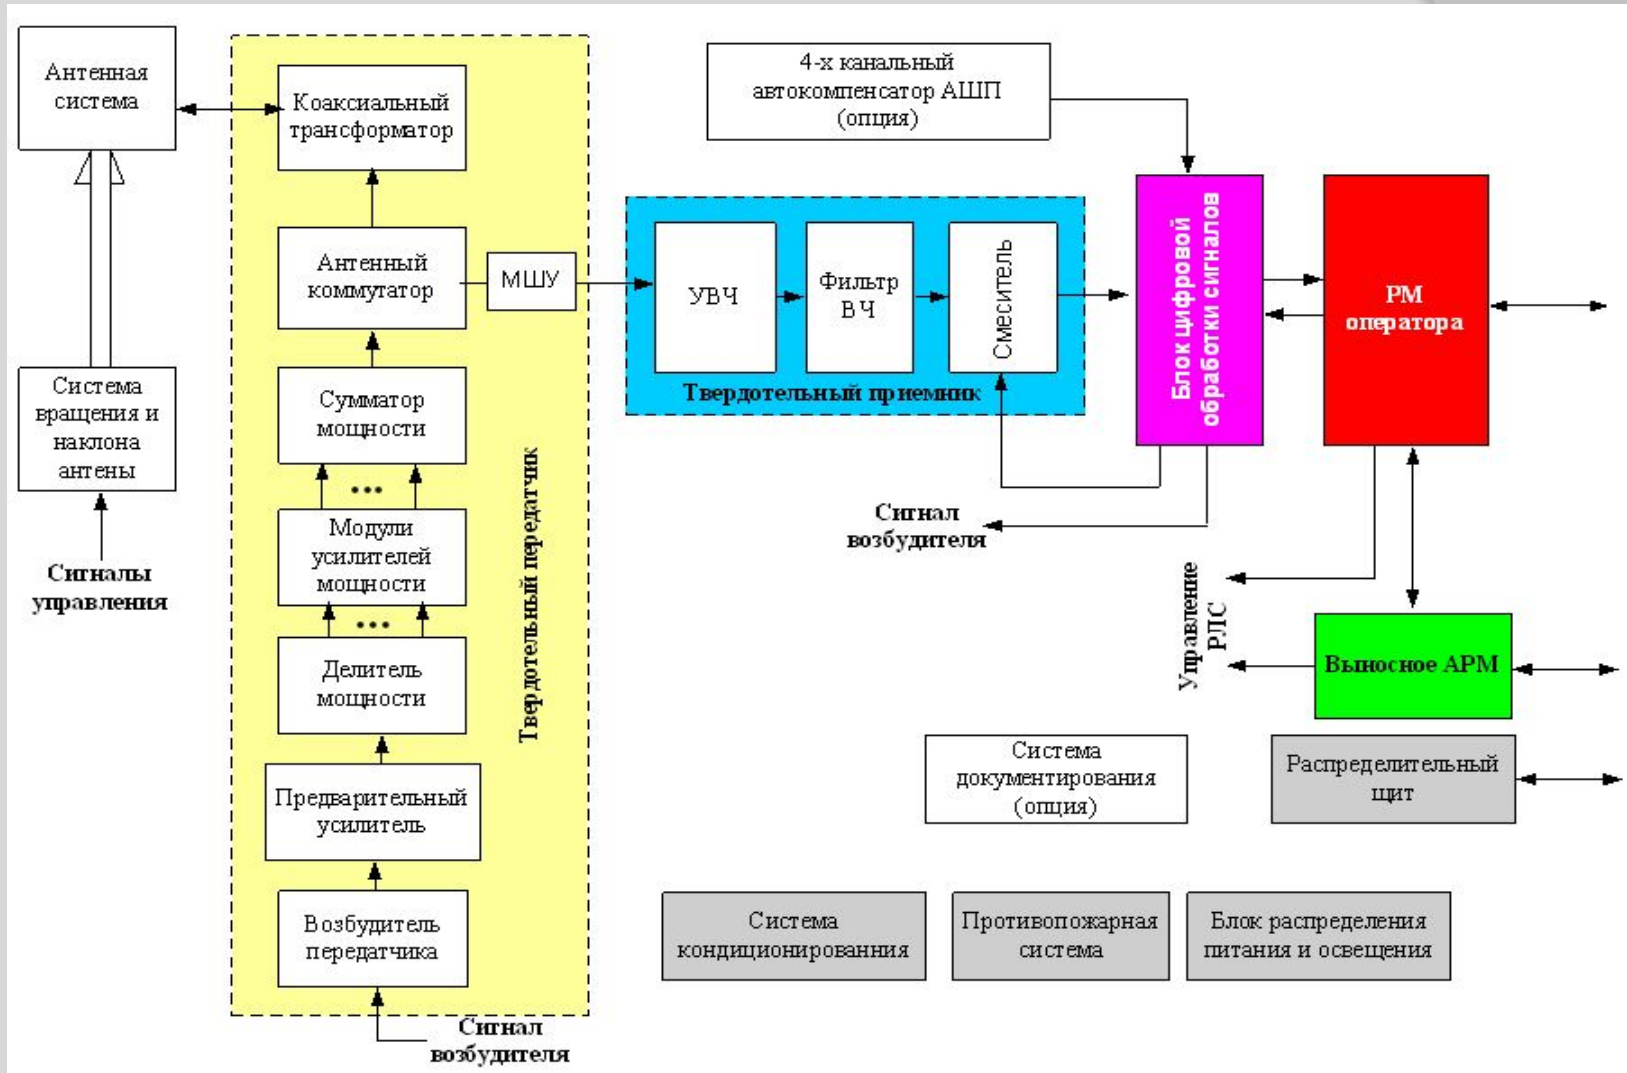 Антенная
система
Коаксиальный
трансформатор
4-х канальный
автокомпенсатор АШП
(опция)
Антенный
коммутатор
МШУ
УВЧ
Фильтр
ВЧ
Смеситель
Твердотельный приемник
Блок цифровой
обработки сигналов
РМ
оператора
Система
вращения и
наклона
антены
Сумматор
мощности
...
Модули
усилителей
мощности
...
Делитель
мощности
Твердотельный передатчик
Сигналы
управления
Сигнал
возбудителя
Управление
РЛС
Выносное АРМ
Предварительный
усилитель
Система
документирования
(опция)
Распределительный
щит
Возбудитель
передатчика
Система
кондиционированния
Противопожарная
система
Блок распределения
питания и освещения
Сигнал
возбудителя